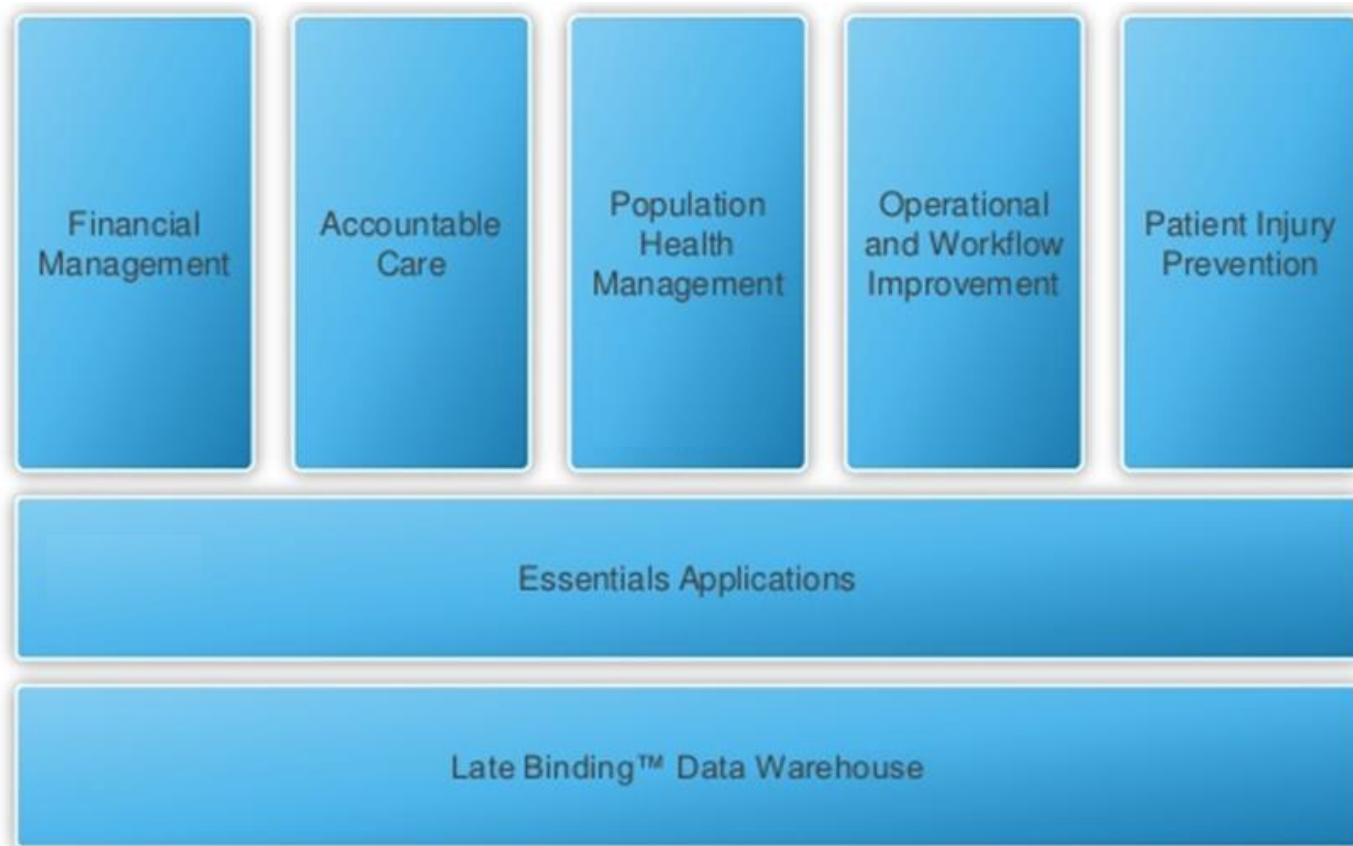 Financial
Management
Accountable
Care
Population
Health
Management
Operational
and Workflow
Improvement
Patient Injury
Prevention
Essentials Applications
Late Binding™ Data Warehouse